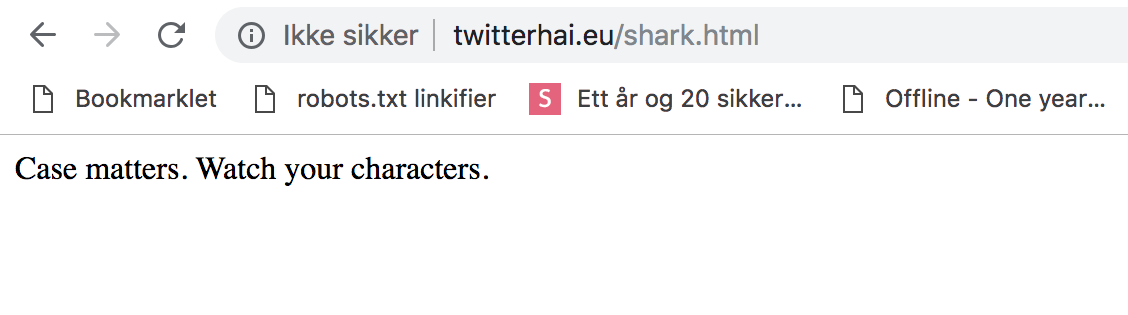 Ikke sikker | twitterhai.eu/shark.html
Bookmarklet robots.txt linkifier S Ett år og 20 sikker... Offline - One year...
Case matters. Watch your characters.